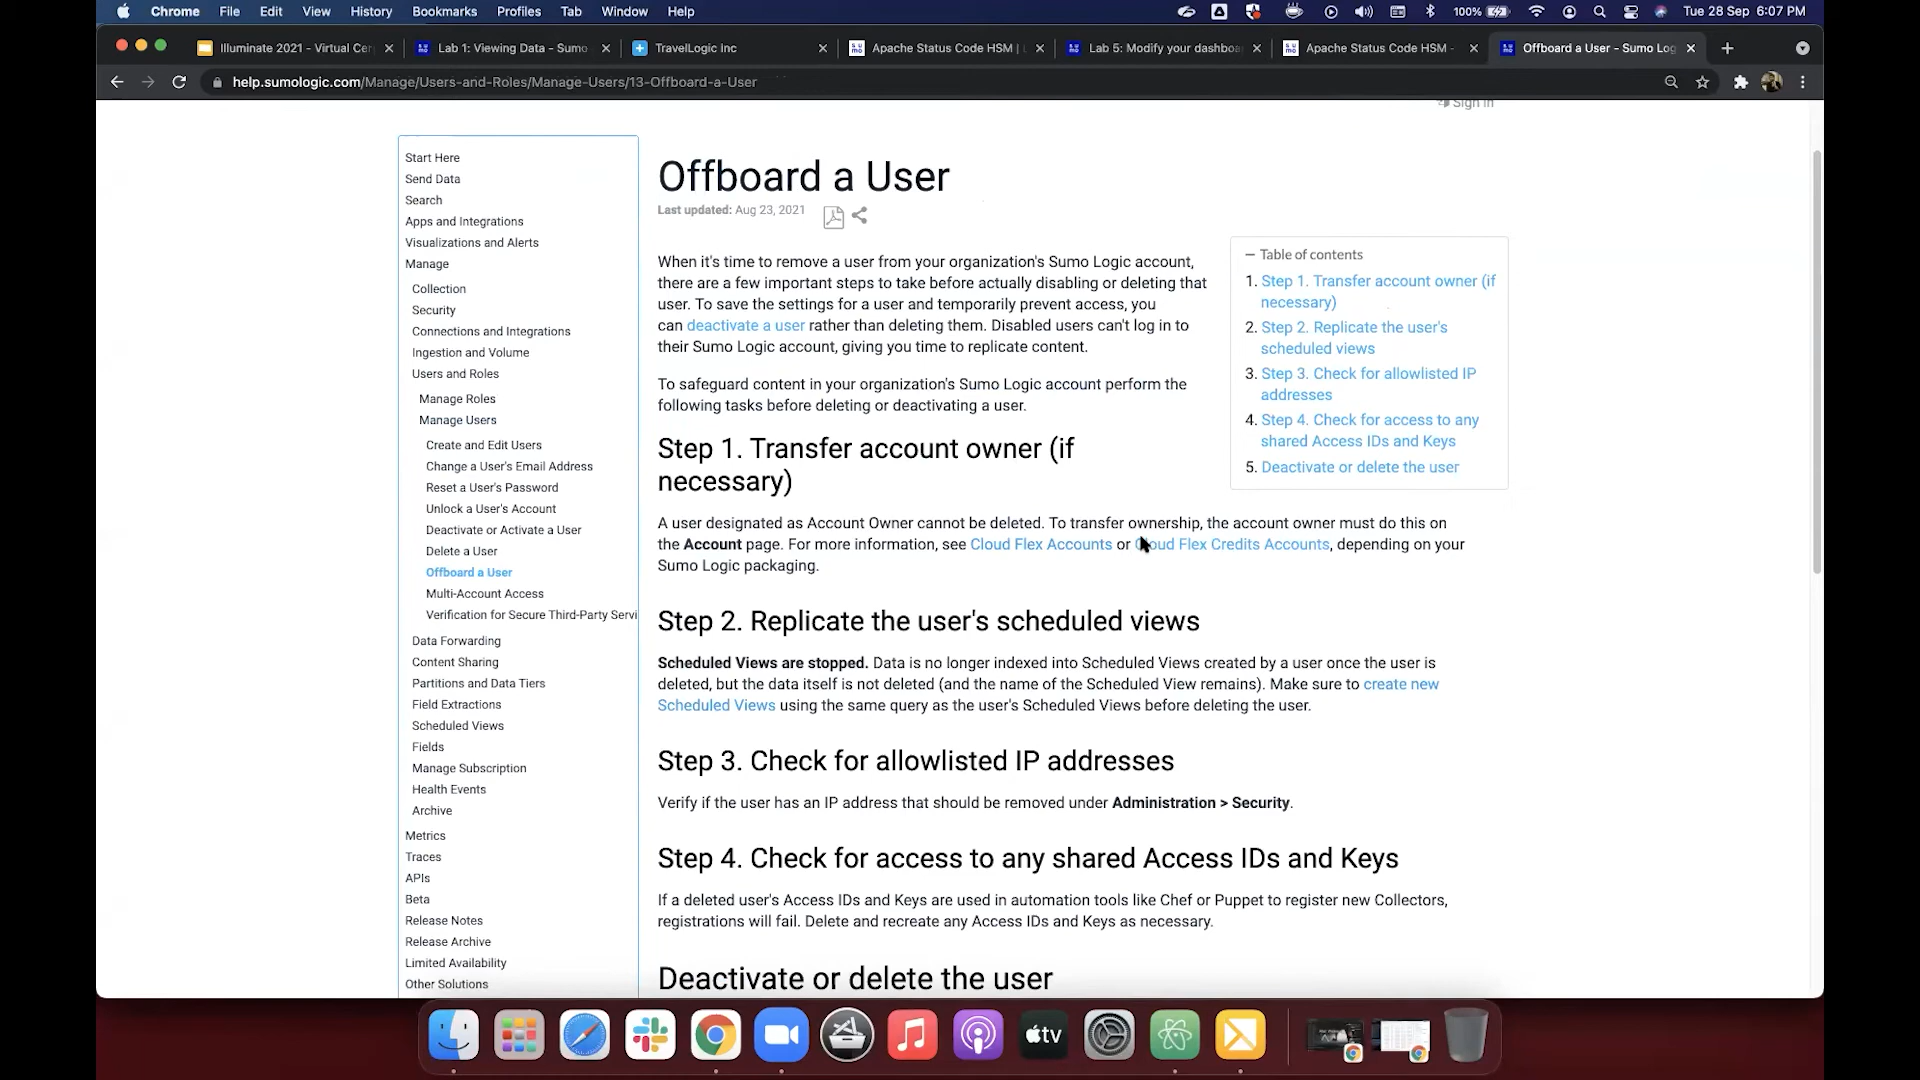 Chrome File Edit View History Bookmarks Profiles Tab Window Help 100% Tue 28 Sep 6:07 PM
Illuminate 2021 - Virtual Cer Lab 1: Viewing Data - Sumo TravelLogic Inc Apache Status Code HSM | Lab 5: Modify your dashboa Apache Status Code HSM - Offboard a User - Sumo Log
help.sumologic.com/Manage/Users-and-Roles/Manage-Users/13-Offboard-a-User
Sign in
Start Here
Send Data
Search
Apps and Integrations
Visualizations and Alerts
Manage
Collection
Security
Connections and Integrations
Ingestion and Volume
Users and Roles
Manage Roles
Manage Users
Create and Edit Users
Change a User's Email Address
Reset a User's Password
Unlock a User's Account
Deactivate or Activate a User
Delete a User
Offboard a User
Multi-Account Access
Verification for Secure Third-Party Servi
Data Forwarding
Content Sharing
Partitions and Data Tiers
Field Extractions
Scheduled Views
Fields
Manage Subscription
Health Events
Archive
Metrics
Traces
APIs
Beta
Release Notes
Release Archive
Limited Availability
Other Solutions
Offboard a User
Last updated: Aug 23, 2021
When it's time to remove a user from your organization's Sumo Logic account,
there are a few important steps to take before actually disabling or deleting that
user. To save the settings for a user and temporarily prevent access, you
can deactivate a user rather than deleting them. Disabled users can't log in to
their Sumo Logic account, giving you time to replicate content.
To safeguard content in your organization's Sumo Logic account perform the
following tasks before deleting or deactivating a user.
Table of contents
1. Step 1. Transfer account owner (if
necessary)
2. Step 2. Replicate the user's
scheduled views
3. Step 3. Check for allowlisted IP
addresses
4. Step 4. Check for access to any
shared Access IDs and Keys
5. Deactivate or delete the user
Step 1. Transfer account owner (if
necessary)
A user designated as Account Owner cannot be deleted. To transfer ownership, the account owner must do this on
the Account page. For more information, see Cloud Flex Accounts or Cloud Flex Credits Accounts, depending on your
Sumo Logic packaging.
Step 2. Replicate the user's scheduled views
Scheduled Views are stopped. Data is no longer indexed into Scheduled Views created by a user once the user is
deleted, but the data itself is not deleted (and the name of the Scheduled View remains). Make sure to create new
Scheduled Views using the same query as the user's Scheduled Views before deleting the user.
Step 3. Check for allowlisted IP addresses
Verify if the user has an IP address that should be removed under Administration > Security.
Step 4. Check for access to any shared Access IDs and Keys
If a deleted user's Access IDs and Keys are used in automation tools like Chef or Puppet to register new Collectors,
registrations will fail. Delete and recreate any Access IDs and Keys as necessary.
Deactivate or delete the user
tv